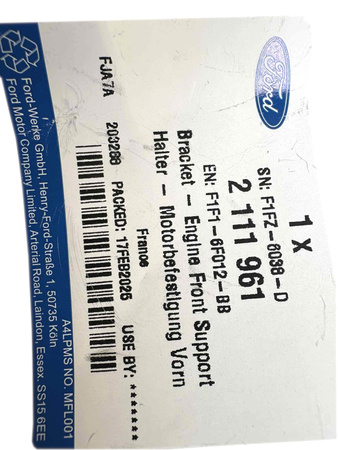 Ford
1 X
SN: F1FZ-6038-D
2 111 961
EN: F1F1-6F012-BB
Bracket - Engine Front Support
Halter - Motorbefestigung Vorn
France
FJA7A 203288 PACKED: 17FEB2025 USE BY: *******
A4LPMS NO. MFL001
Ford-Werke GmbH, Henry-Ford-Straße 1, 50735 Köln
Ford Motor Company Limited, Arterial Road, Laindon, Essex. SS15 6EE